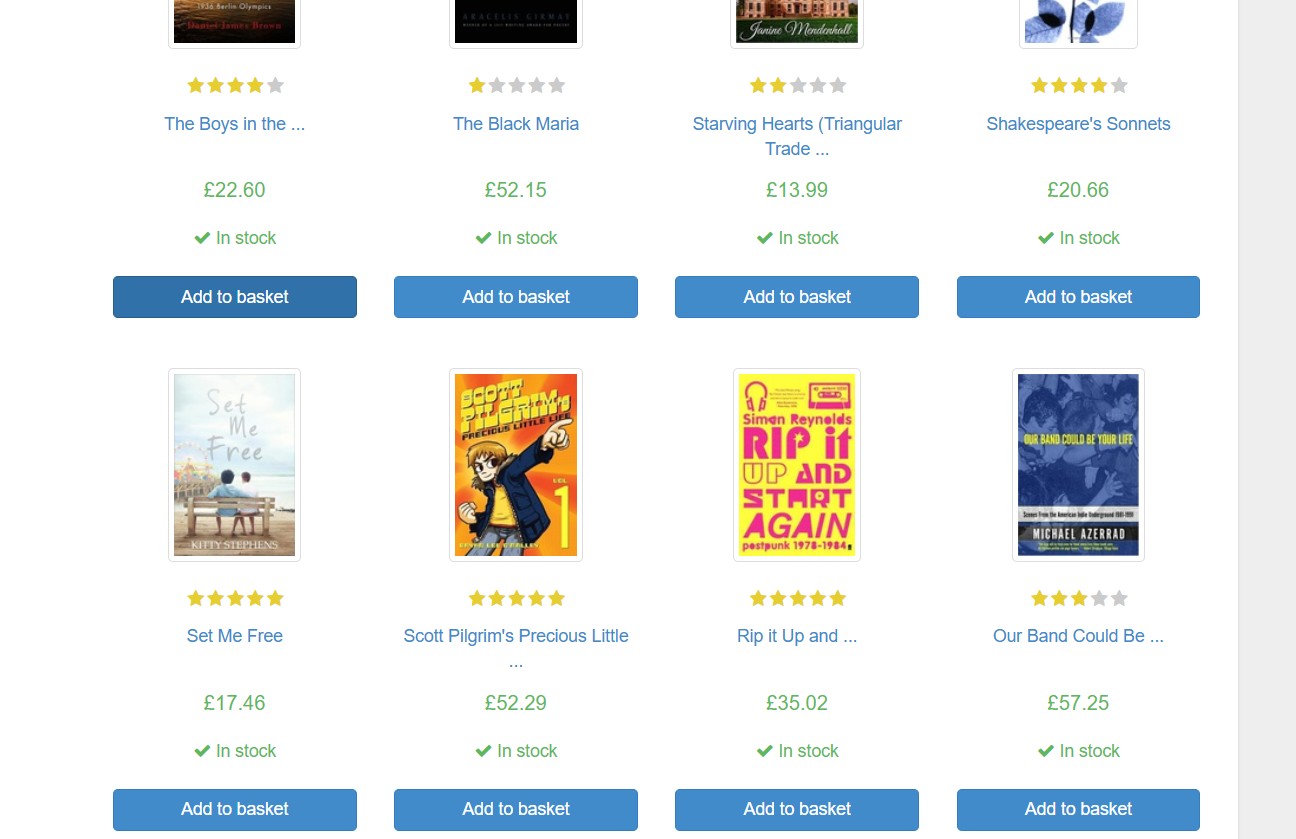 1936 Berlin Olympics
Daniel James Brown
ARACELIS GIRMAY
Janine Mendenhall
The Boys in the ...
The Black Maria
Starving Hearts (Triangular
Trade ...
Shakespeare's Sonnets
£22.60
£52.15
£13.99
£20.66
In stock
In stock
In stock
In stock
Add to basket
Add to basket
Add to basket
Add to basket
Set
Me
Free
KITTY STEPHENS
SCOTT
PILGRIM's
PRECIOUS LITTLE LIFE
VOL.
1
Simon Reynolds
RIP it
UP AND
START
AGAIN
postpunk 1978-1984
OUR BAND COULD BE YOUR LIFE
Scenes From the American Indie Underground 1981-1991
MICHAEL AZERRAD
Set Me Free
Scott Pilgrim's Precious Little
...
Rip it Up and ...
Our Band Could Be ...
£17.46
£52.29
£35.02
£57.25
In stock
In stock
In stock
In stock
Add to basket
Add to basket
Add to basket
Add to basket